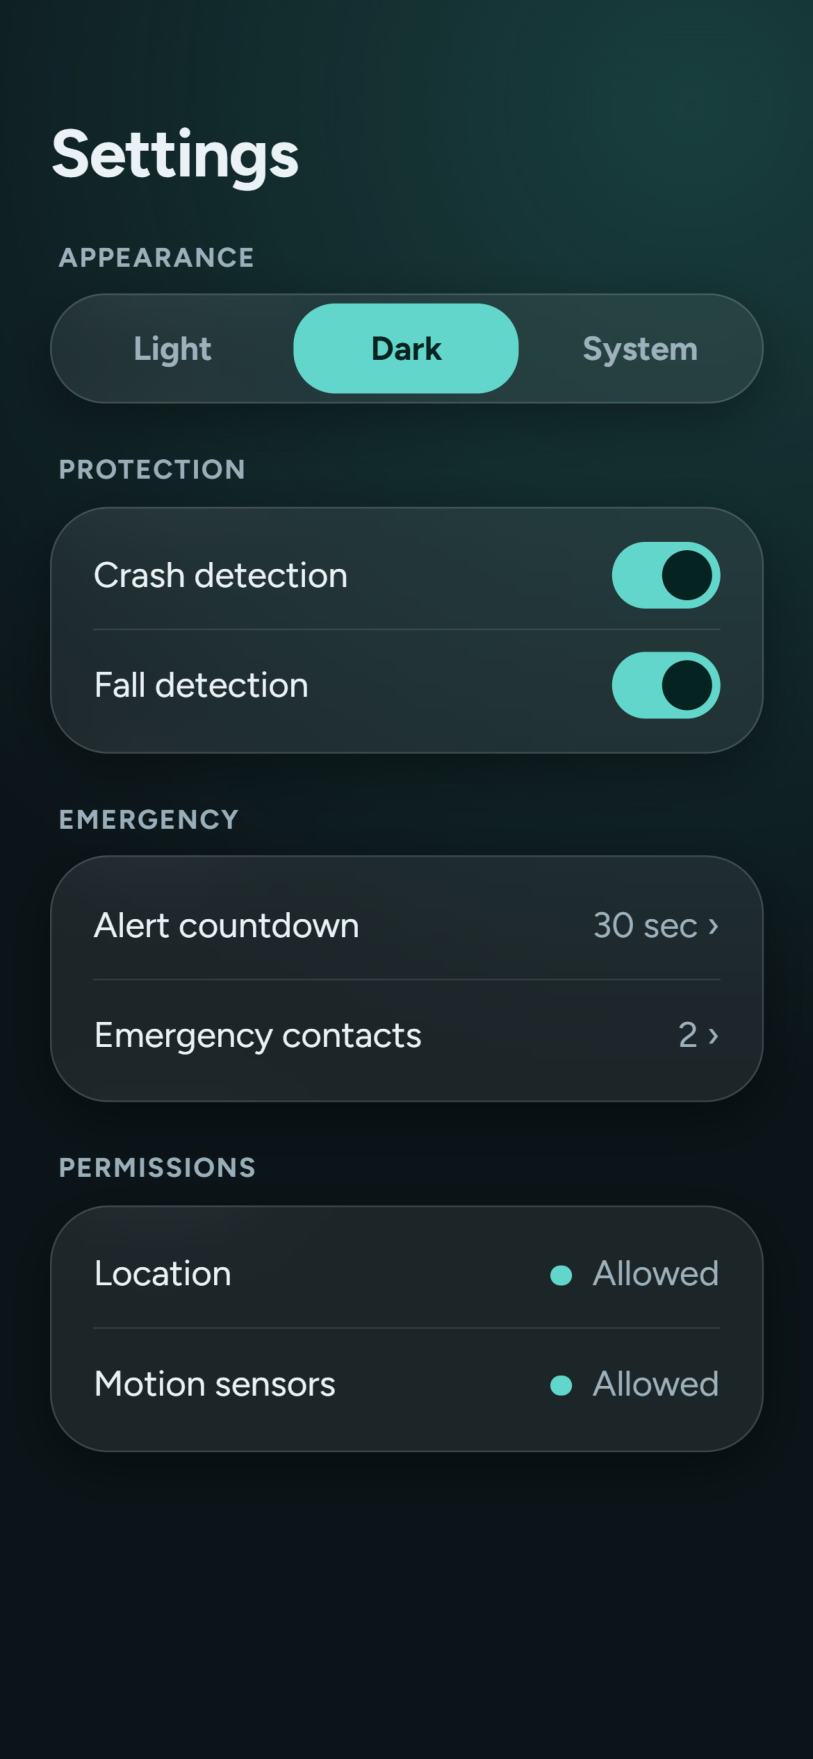 Settings
APPEARANCE
Light Dark System
PROTECTION
Crash detection
Fall detection
EMERGENCY
Alert countdown 30 sec ›
Emergency contacts 2 ›
PERMISSIONS
Location Allowed
Motion sensors Allowed